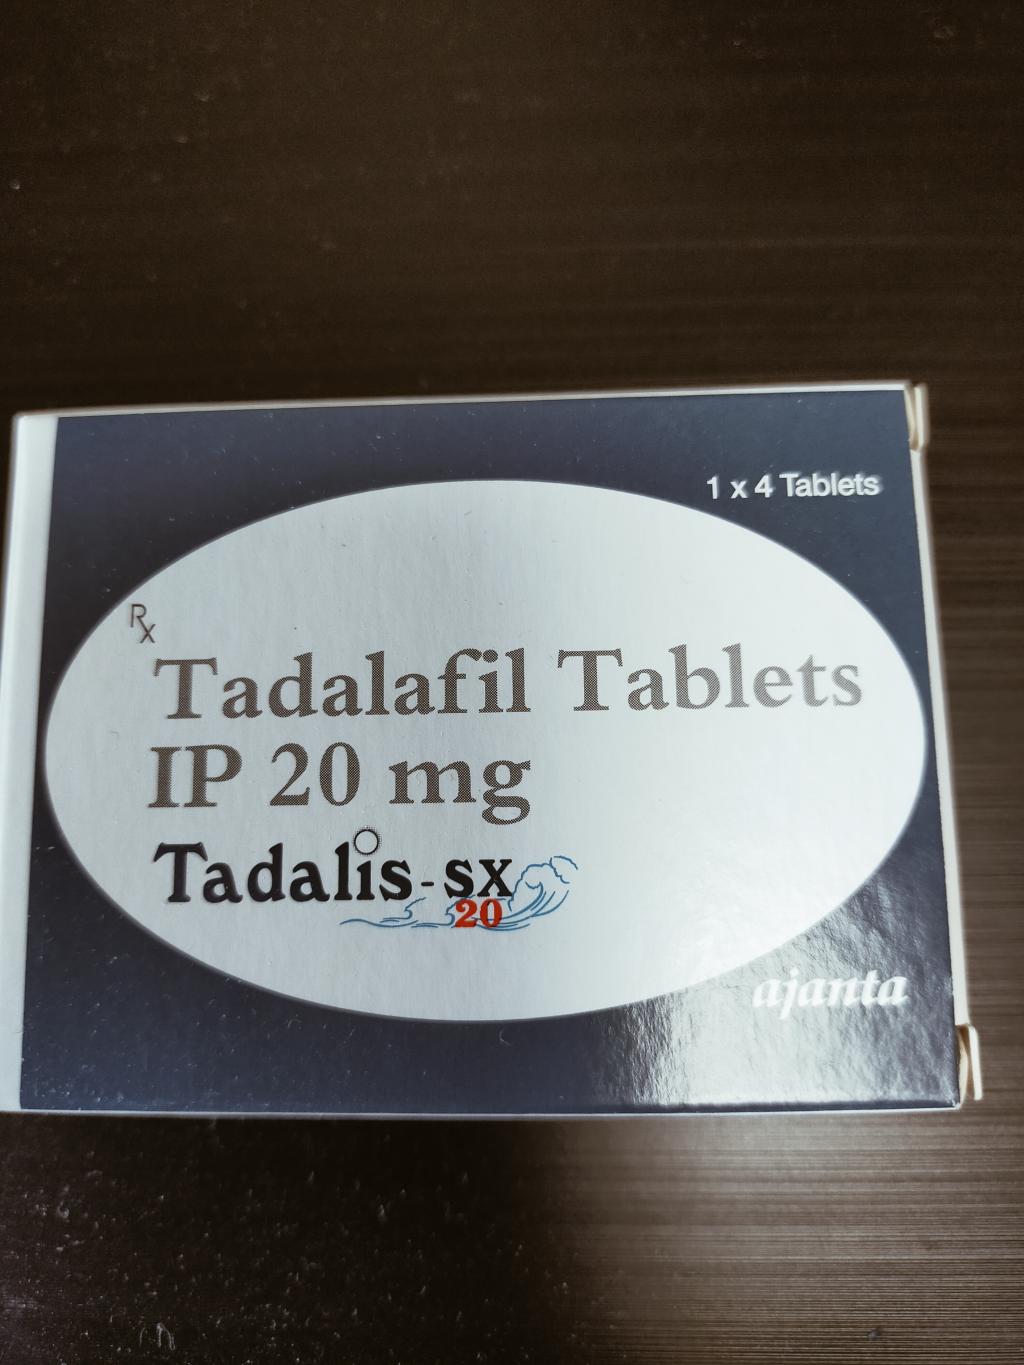 1 x 4 Tablets
Rx
Tadalafil Tablets
IP 20 mg
Tadalis-sx
20
ajanta